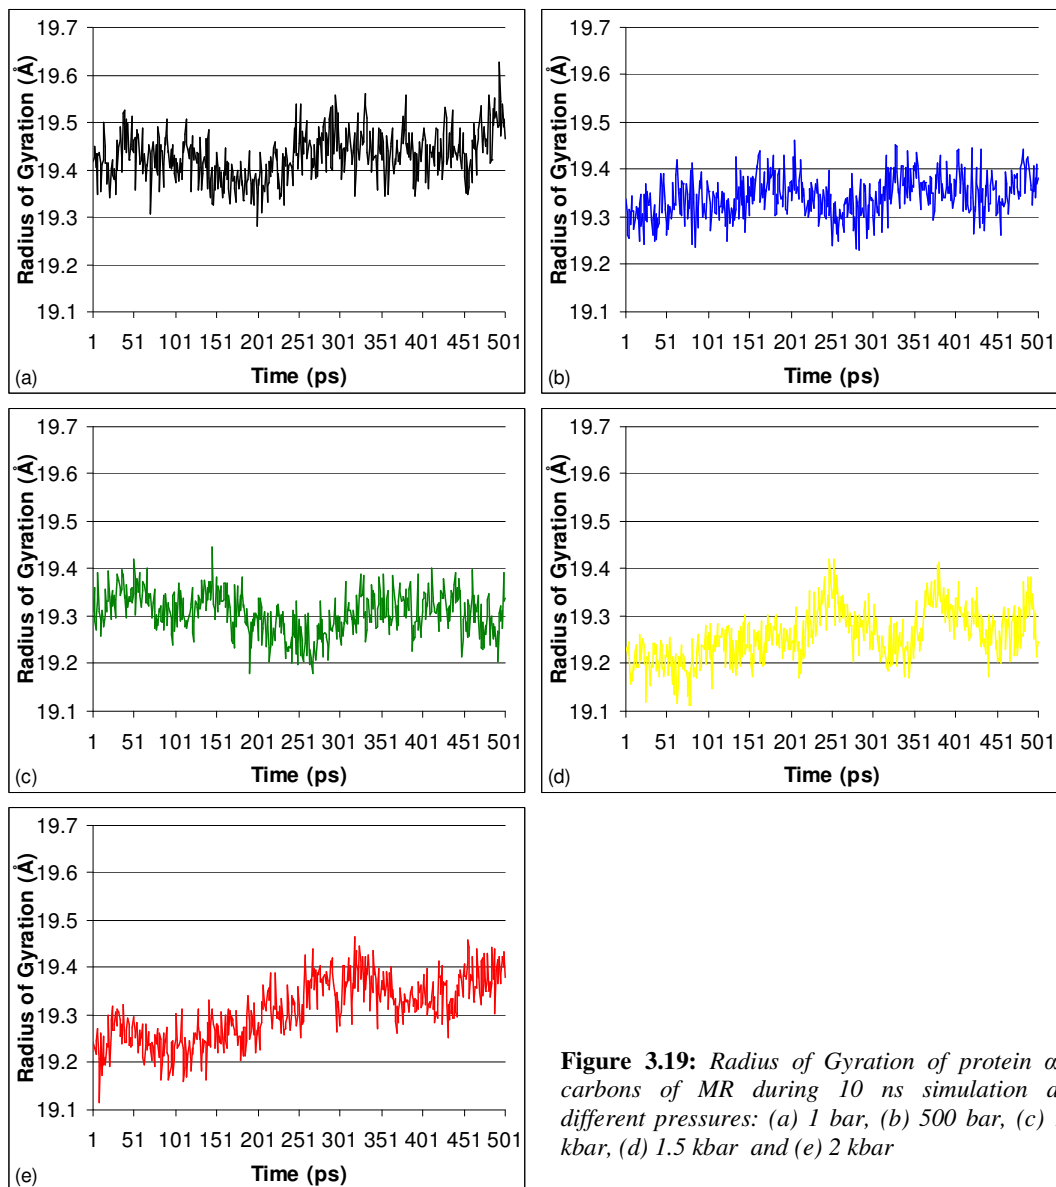 19.7
19.6
19.5
19.4
19.3
19.2
19.1
Radius of Gyration (Å)
1 51 101 151 201 251 301 351 401 451 501
Time (ps)
(a)
19.7
19.6
19.5
19.4
19.3
19.2
19.1
Radius of Gyration (Å)
1 51 101 151 201 251 301 351 401 451 501
Time (ps)
(b)
19.7
19.6
19.5
19.4
19.3
19.2
19.1
Radius of Gyration (Å)
1 51 101 151 201 251 301 351 401 451 501
Time (ps)
(c)
19.7
19.6
19.5
19.4
19.3
19.2
19.1
Radius of Gyration (Å)
1 51 101 151 201 251 301 351 401 451 501
Time (ps)
(d)
19.7
19.6
19.5
19.4
19.3
19.2
19.1
Radius of Gyration (Å)
1 51 101 151 201 251 301 351 401 451 501
Time (ps)
(e)
Figure 3.19: Radius of Gyration of protein α
carbons of MR during 10 ns simulation a
different pressures: (a) 1 bar, (b) 500 bar, (c)
kbar, (d) 1.5 kbar and (e) 2 kbar